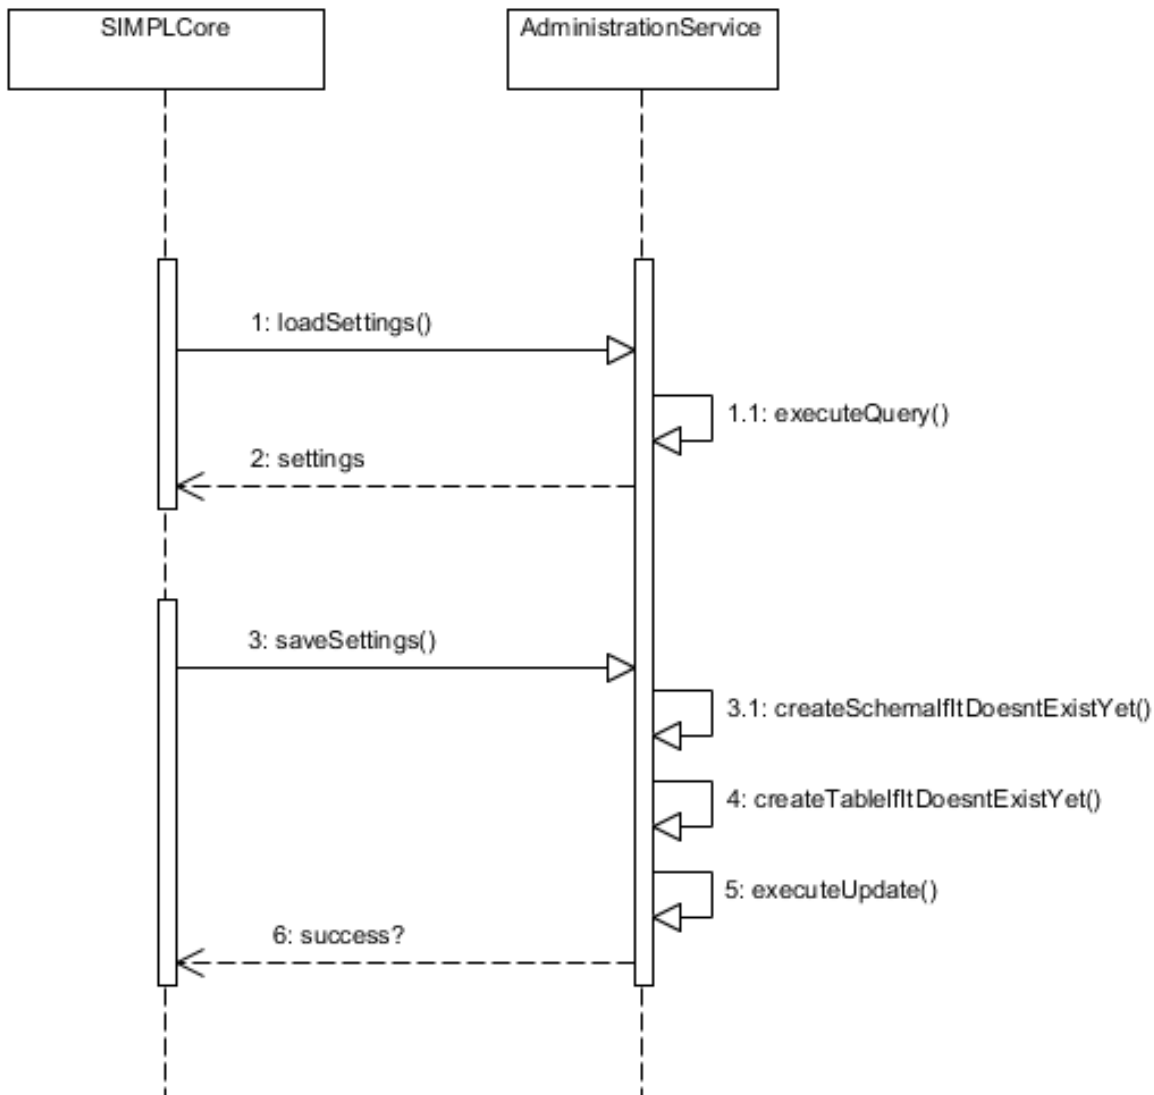 SIMPLCore
AdministrationService
1: loadSettings()
1.1: executeQuery()
2: settings
3: saveSettings()
3.1: createSchemaIfItDoesntExistYet()
4: createTableIfItDoesntExistYet()
5: executeUpdate()
6: success?